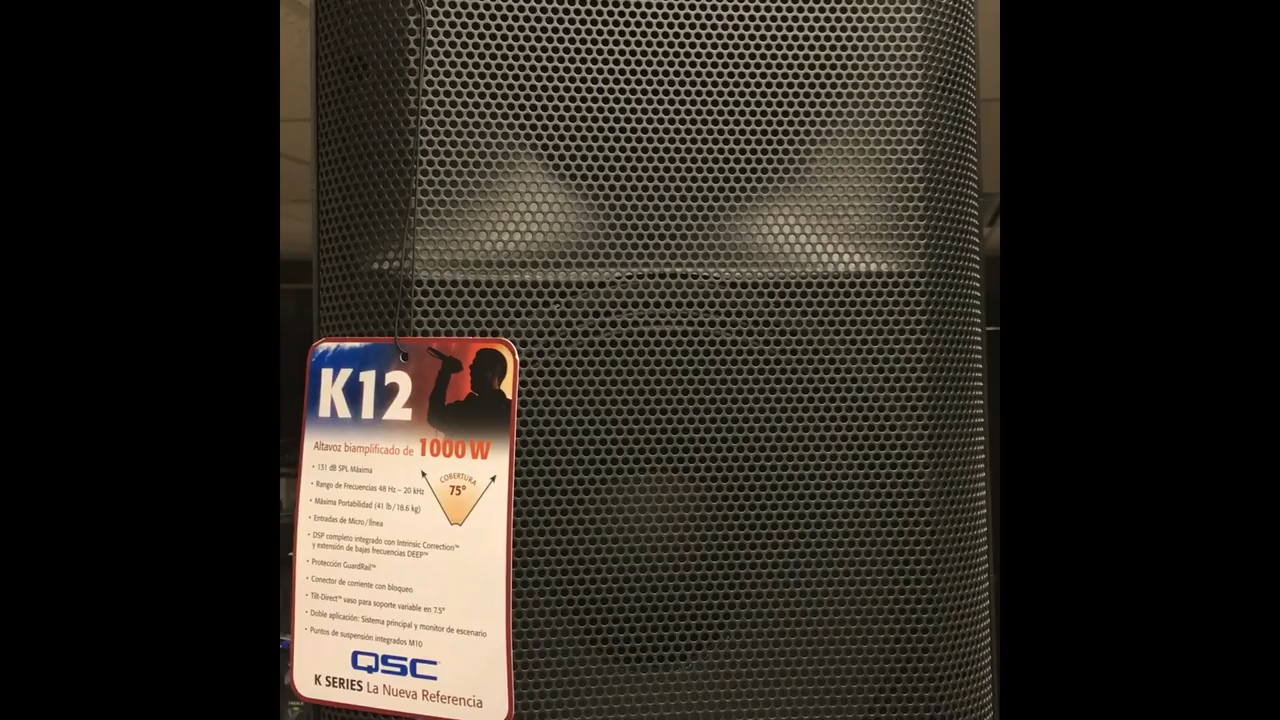 K12
Altavoz biamplificado de 1000 W
• 131 dB SPL Máxima
• Rango de Frecuencias 48 Hz – 20 kHz
COBERTURA
75°
• Máxima Portabilidad (41 lb / 18.6 kg)
• Entradas de Micro / línea
• DSP completo integrado con Intrinsic Correction™
y extensión de bajas frecuencias DEEP™
• Protección GuardRail™
• Conector de corriente con bloqueo
• Tilt-Direct™ vaso para soporte variable en 7.5°
• Doble aplicación: Sistema principal y monitor de escenario
• Puntos de suspensión integrados M10
QSC
K SERIES La Nueva Referencia